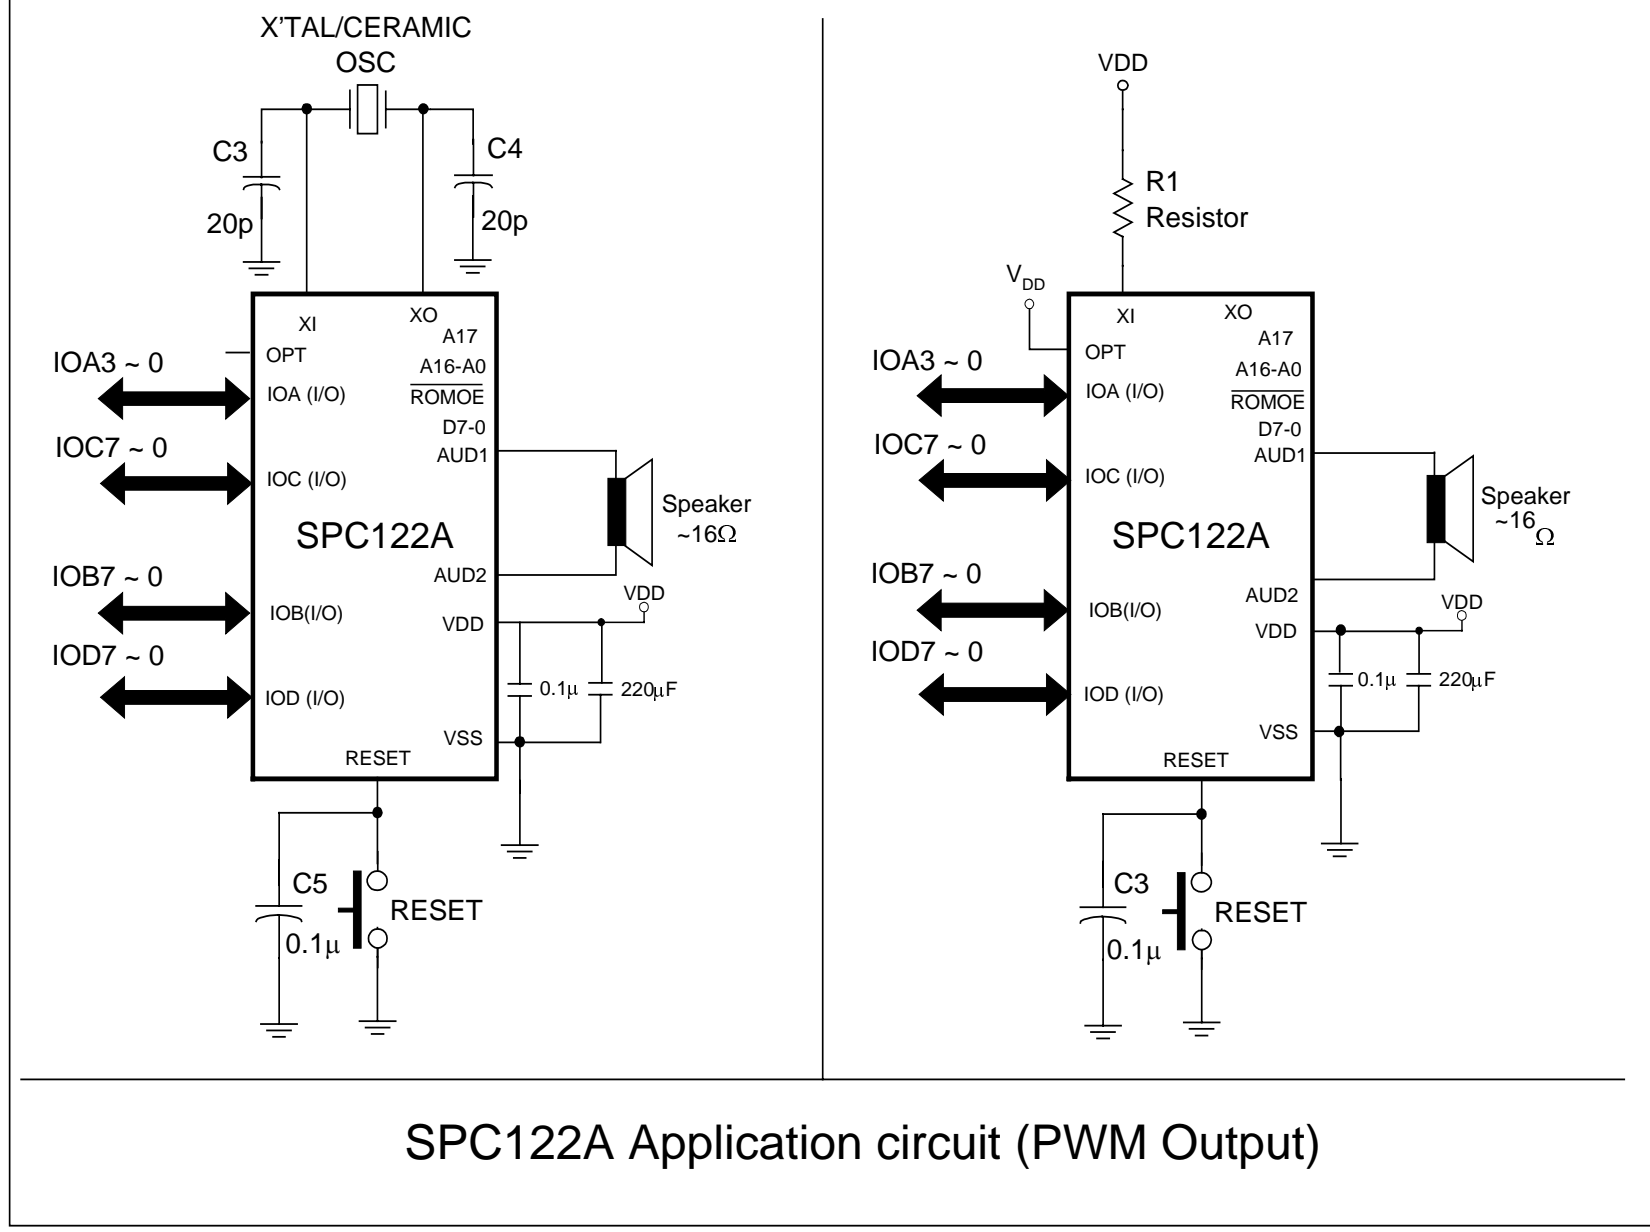 X'TAL/CERAMIC
OSC
C3
20p
C4
20p
XI
XO
A17
OPT
A16-A0
IOA3 ~ 0
IOA (I/O)
ROMOE
D7-0
IOC7 ~ 0
AUD1
IOC (I/O)
Speaker
~16Ω
SPC122A
IOB7 ~ 0
AUD2
VDD
IOB(I/O)
VDD
IOD7 ~ 0
0.1μ
220μF
IOD (I/O)
VSS
RESET
C5
0.1μ
RESET
VDD
R1
Resistor
VDD
XI
XO
A17
OPT
A16-A0
IOA3 ~ 0
IOA (I/O)
ROMOE
D7-0
IOC7 ~ 0
AUD1
IOC (I/O)
Speaker
~16
Ω
SPC122A
IOB7 ~ 0
AUD2
VDD
IOB(I/O)
VDD
IOD7 ~ 0
0.1μ
220μF
IOD (I/O)
VSS
RESET
C3
0.1μ
RESET
SPC122A Application circuit (PWM Output)